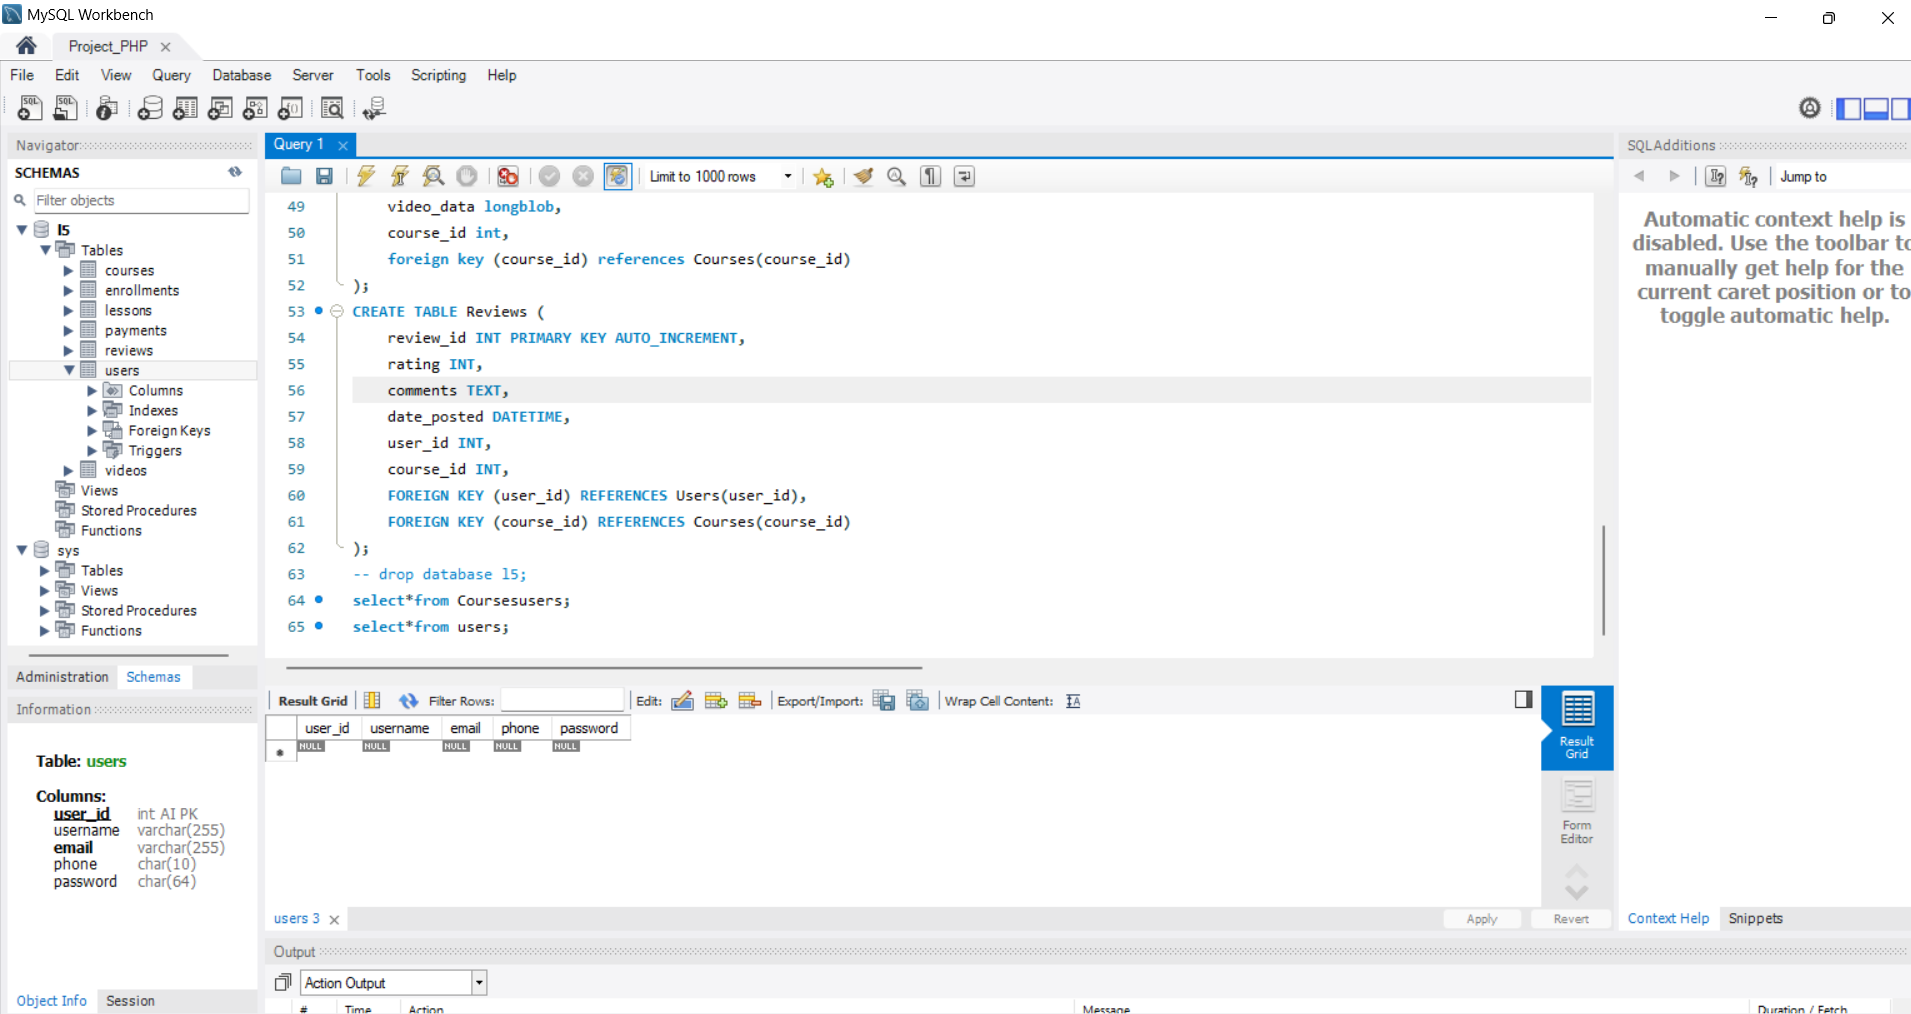 MySQL Workbench
Project_PHP
File Edit View Query Database Server Tools Scripting Help
Navigator
SCHEMAS
Filter objects
l5
Tables
courses
enrollments
lessons
payments
reviews
users
Columns
Indexes
Foreign Keys
Triggers
videos
Views
Stored Procedures
Functions
sys
Tables
Views
Stored Procedures
Functions
Administration Schemas
Information
Table: users
Columns:
user_id int AI PK
username varchar(255)
email varchar(255)
phone char(10)
password char(64)
Object Info Session
Query 1
Limit to 1000 rows
49 video_data longblob,
50 course_id int,
51 foreign key (course_id) references Courses(course_id)
52 );
53 CREATE TABLE Reviews (
54 review_id INT PRIMARY KEY AUTO_INCREMENT,
55 rating INT,
56 comments TEXT,
57 date_posted DATETIME,
58 user_id INT,
59 course_id INT,
60 FOREIGN KEY (user_id) REFERENCES Users(user_id),
61 FOREIGN KEY (course_id) REFERENCES Courses(course_id)
62 );
63 -- drop database l5;
64 select*from Coursesusers;
65 select*from users;
Result Grid Filter Rows: Edit: Export/Import: Wrap Cell Content:
user_id username email phone password
NULL NULL NULL NULL NULL
Result
Grid
Form
Editor
users 3
Apply Revert
Output
Action Output
# Time Action Message Duration / Fetch
SQLAdditions
Jump to
Automatic context help is
disabled. Use the toolbar to
manually get help for the
current caret position or to
toggle automatic help.
Context Help Snippets